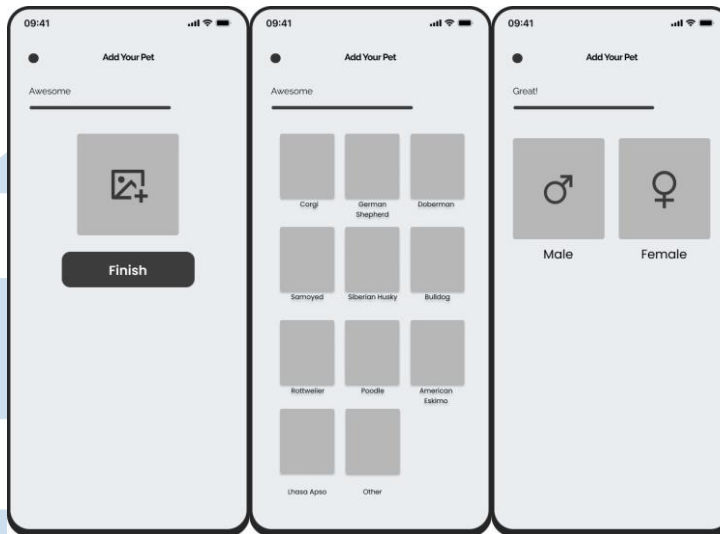 09:41
Add Your Pet
Awesome
Finish
09:41
Add Your Pet
Awesome
Corgi
German
Shepherd
Doberman
Samoyed
Siberian Husky
Bulldog
Rottweiler
Poodle
American
Eskimo
Lhasa Apso
Other
09:41
Add Your Pet
Great!
Male
Female